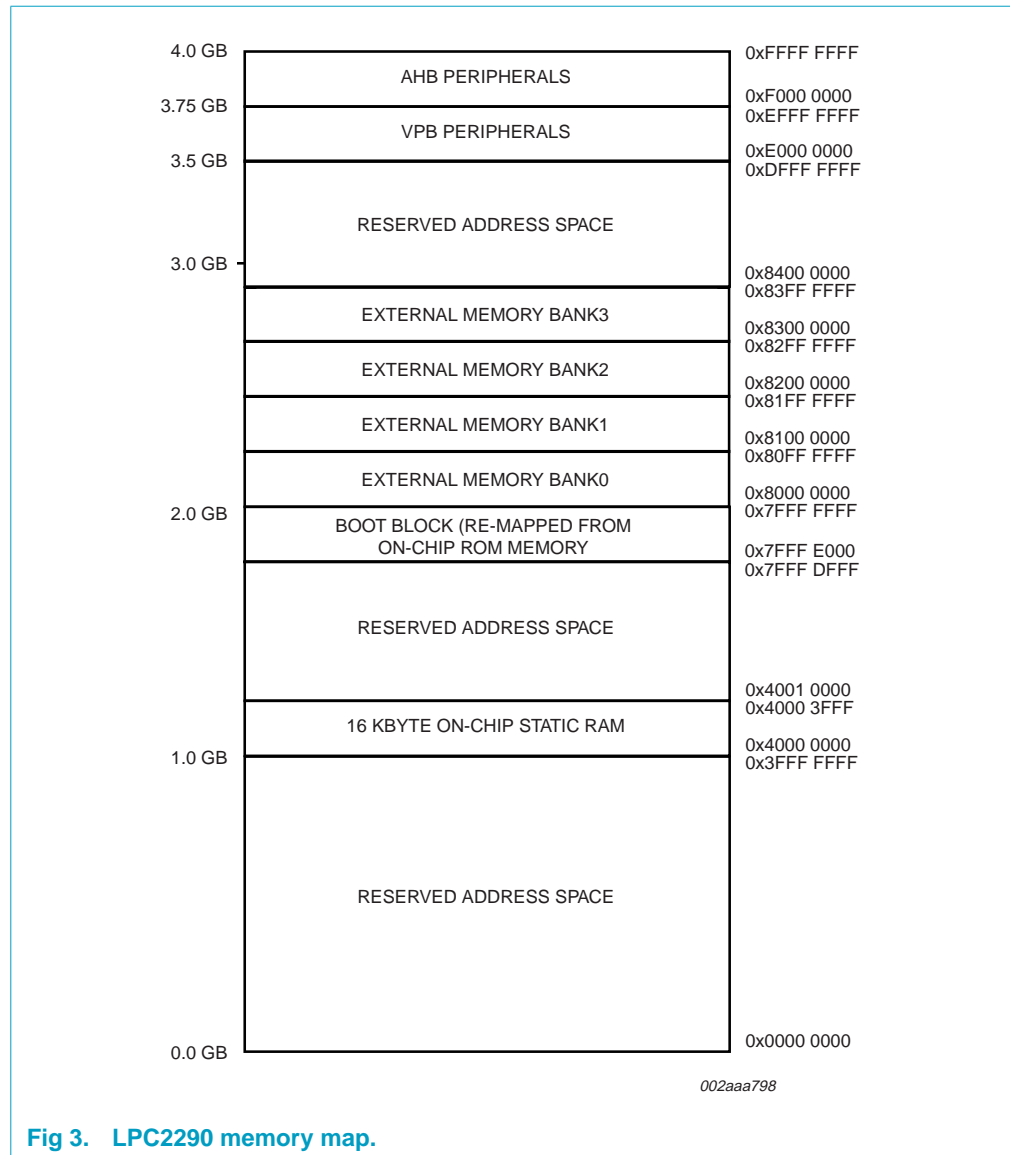 4.0 GB
0xFFFF FFFF
AHB PERIPHERALS
0xF000 0000
3.75 GB
0xEFFF FFFF
VPB PERIPHERALS
0xE000 0000
3.5 GB
0xDFFF FFFF
RESERVED ADDRESS SPACE
3.0 GB
0x8400 0000
0x83FF FFFF
EXTERNAL MEMORY BANK3
0x8300 0000
0x82FF FFFF
EXTERNAL MEMORY BANK2
0x8200 0000
0x81FF FFFF
EXTERNAL MEMORY BANK1
0x8100 0000
0x80FF FFFF
EXTERNAL MEMORY BANK0
0x8000 0000
2.0 GB
0x7FFF FFFF
BOOT BLOCK (RE-MAPPED FROM
ON-CHIP ROM MEMORY
0x7FFF E000
0x7FFF DFFF
RESERVED ADDRESS SPACE
0x4001 0000
0x4000 3FFF
16 KBYTE ON-CHIP STATIC RAM
0x4000 0000
1.0 GB
0x3FFF FFFF
RESERVED ADDRESS SPACE
0x0000 0000
0.0 GB
002aaa798
Fig 3. LPC2290 memory map.